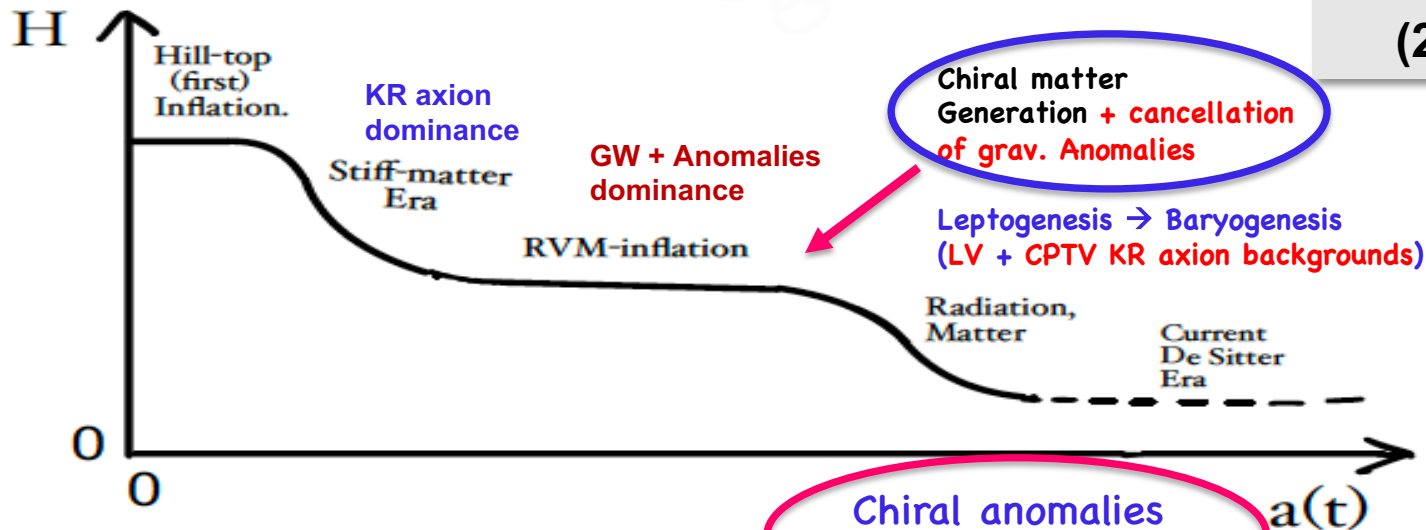 H
(2
Hill-top
(first)
Inflation.
KR axion
dominance
Stiff-matter
Era
GW + Anomalies
dominance
RVM-inflation
Chiral matter
Generation + cancellation
of grav. Anomalies
Leptogenesis → Baryogenesis
(LV + CPTV KR axion backgrounds)
Radiation,
Matter
Current
De Sitter
Era
0
0
Chiral anomalies
a(t)